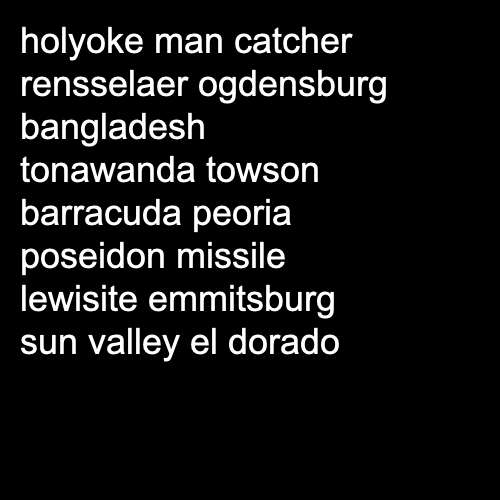 holyoke man catcher
rensselaer ogdensburg
bangladesh
tonawanda towson
barracuda peoria
poseidon missile
lewisite emmitsburg
sun valley el dorado